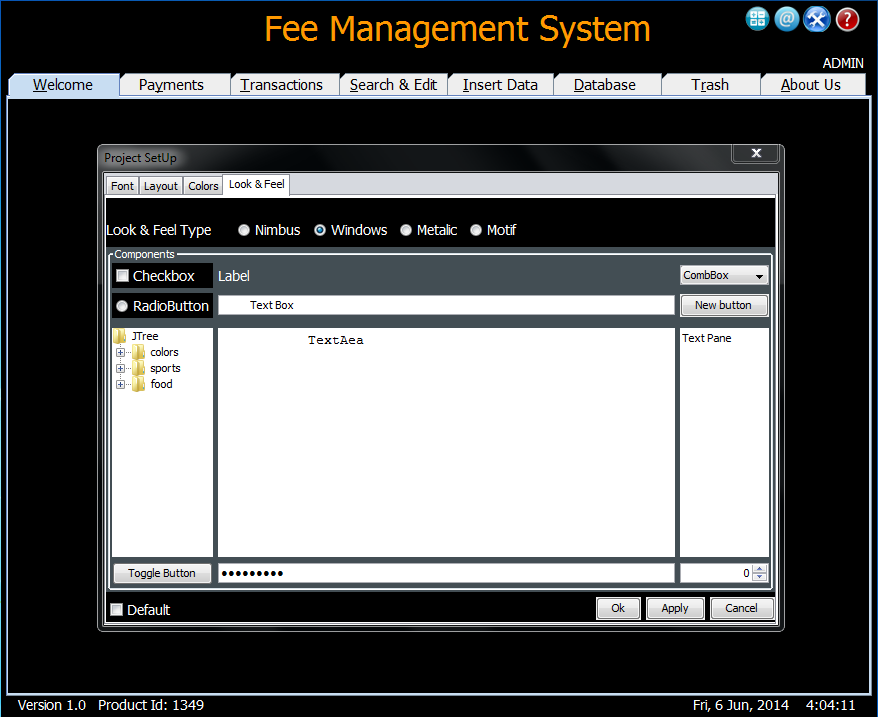 Fee Management System
ADMIN
Welcome Payments Transactions Search & Edit Insert Data Database Trash About Us
Project SetUp
Font Layout Colors Look & Feel
Look & Feel Type Nimbus Windows Metalic Motif
Components
Checkbox Label CombBox
RadioButton Text Box New button
JTree TextAea Text Pane
colors
sports
food
Toggle Button ●●●●●●●●● 0
Default Ok Apply Cancel
Version 1.0 Product Id: 1349 Fri, 6 Jun, 2014 4:04:11